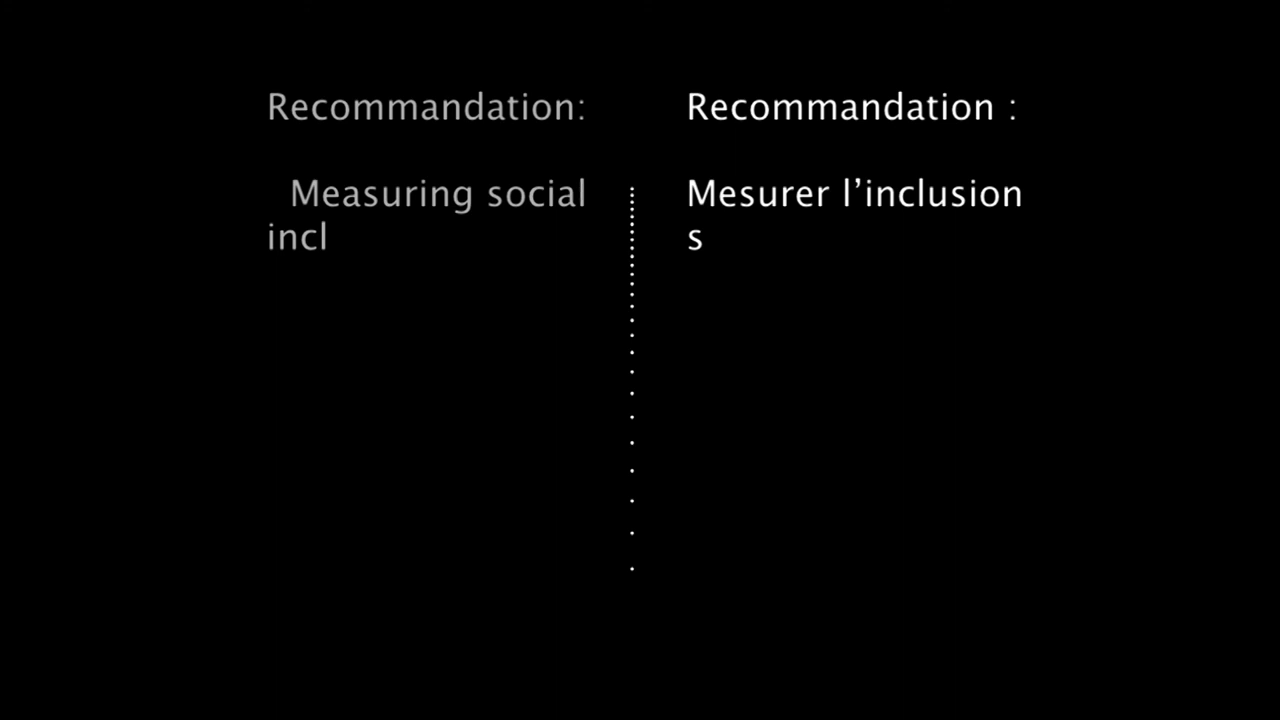 Recommandation:
Measuring social
incl
Recommandation :
Mesurer l’inclusion
s